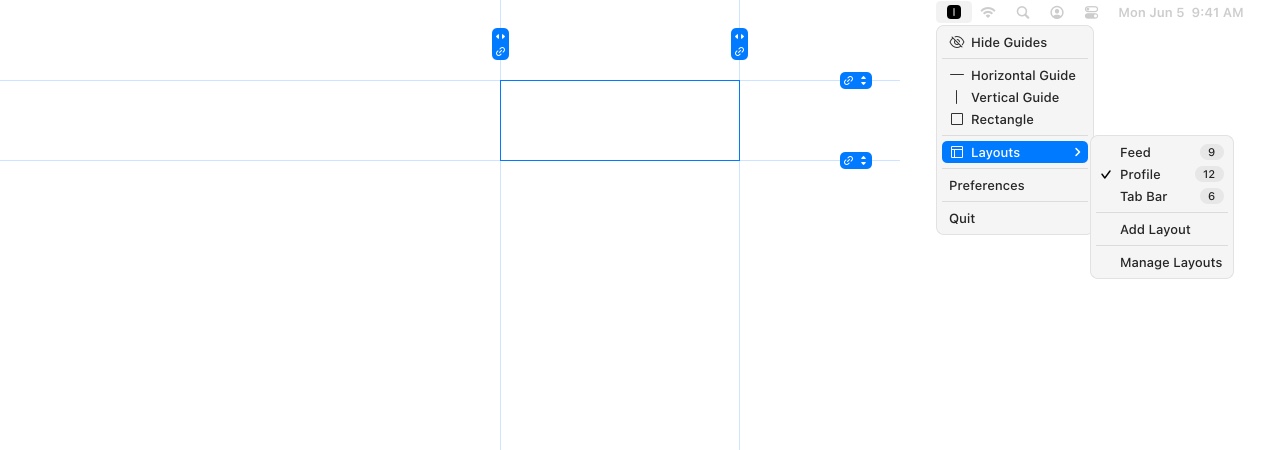 Mon Jun 5 9:41 AM
Hide Guides
Horizontal Guide
Vertical Guide
Rectangle
Layouts
Preferences
Quit
Feed 9
Profile 12
Tab Bar 6
Add Layout
Manage Layouts